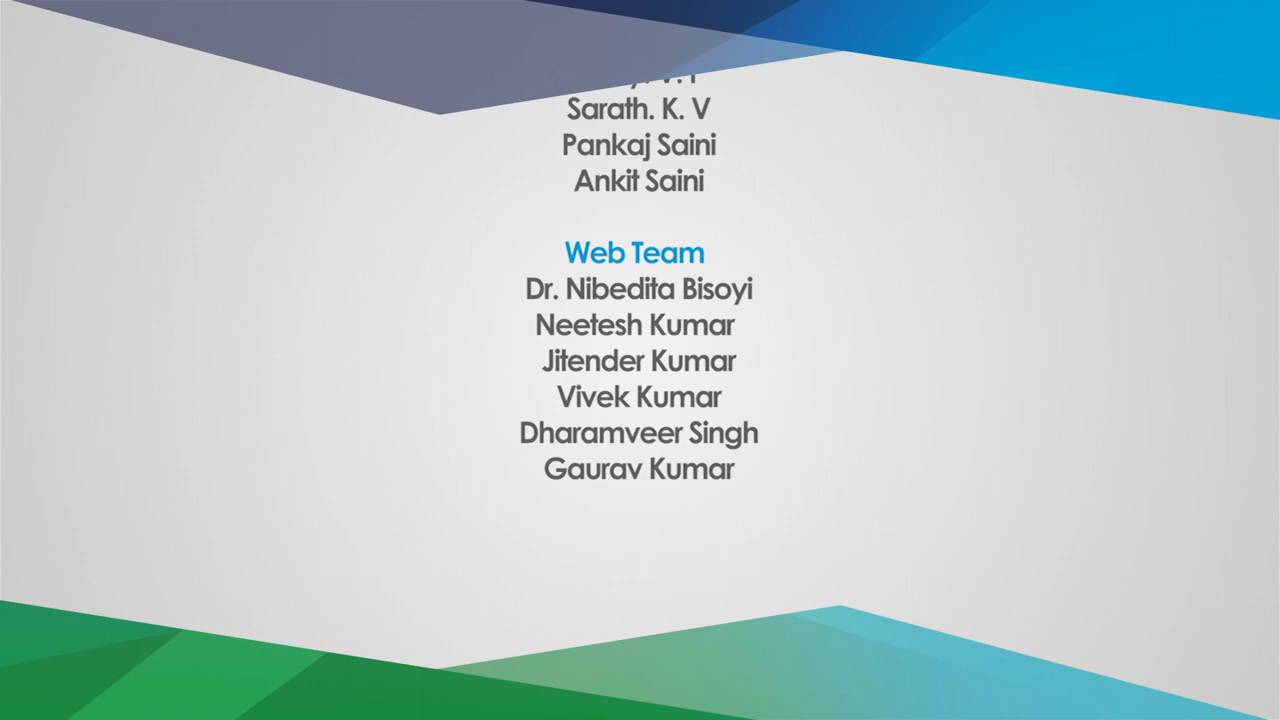 Sarath. K. V
Pankaj Saini
Ankit Saini
Web Team
Dr. Nibedita Bisoyi
Neetesh Kumar
Jitender Kumar
Vivek Kumar
Dharamveer Singh
Gaurav Kumar